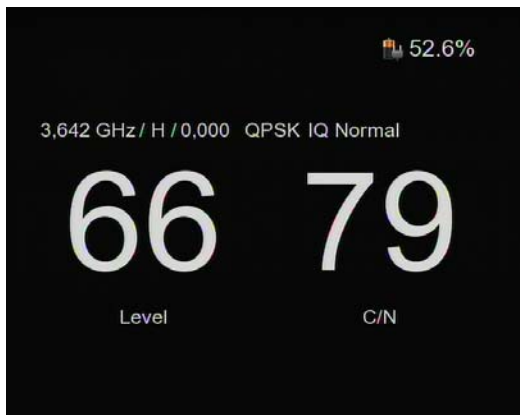 52.6%
3,642 GHz / H / 0,000 QPSK IQ Normal
66 79
Level C/N